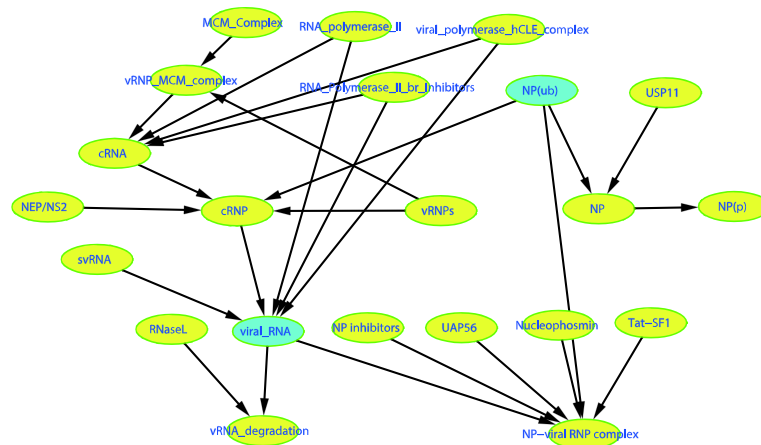 MCM_Complex
RNA_polymerase_II
viral_polymerase_hCLE_complex
vRNP_MCM_complex
RNA_Polymerase_II_br_Inhibitors
NP(ub)
USP11
cRNA
NEP/NS2
cRNP
vRNPs
NP
NP(p)
svRNA
RNaseL
viral_RNA
NP inhibitors
UAP56
Nucleophosmin
Tat–SF1
vRNA_degradation
NP–viral RNP complex